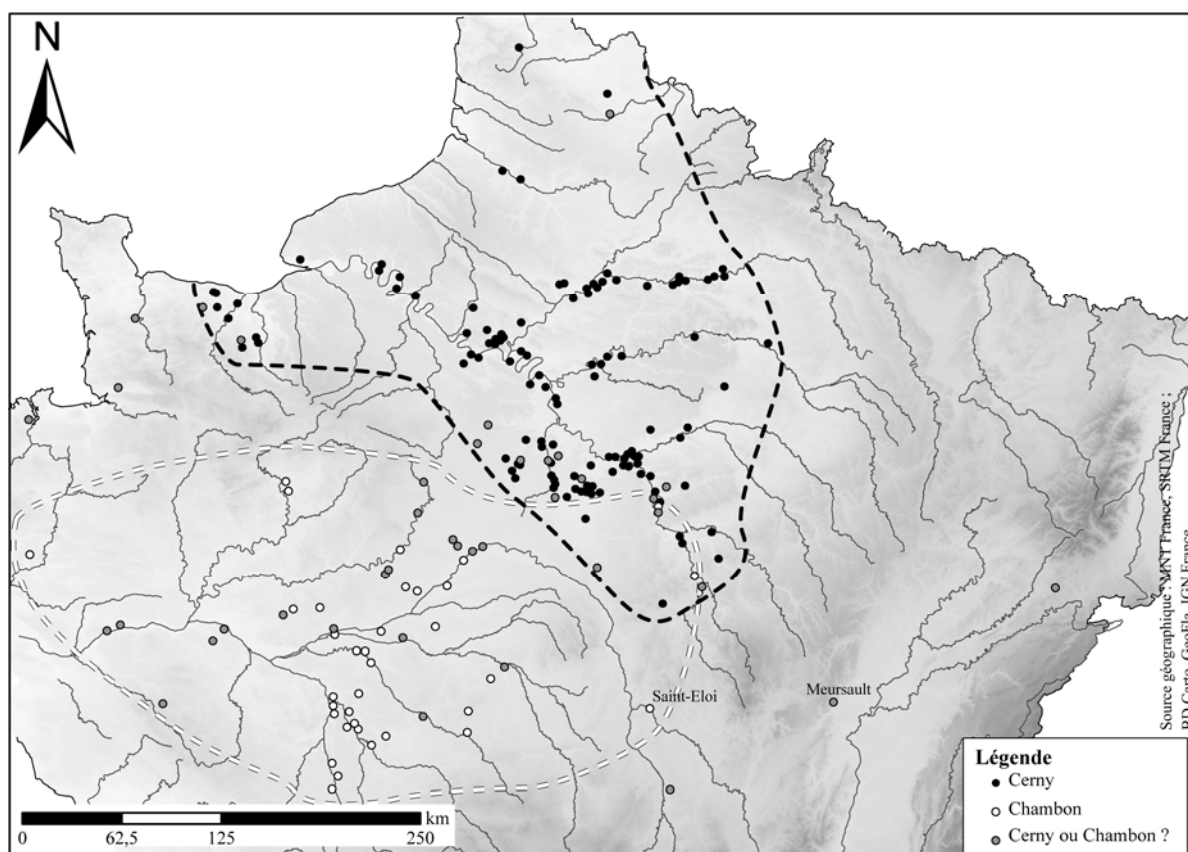 N
Saint-Eloi
Meursault
Source géographique : MNT France, SRTM France ;
BD Carto, GeoFla, IGN France
Légende
Cerny
Chambon
Cerny ou Chambon ?
km
0 62,5 125 250